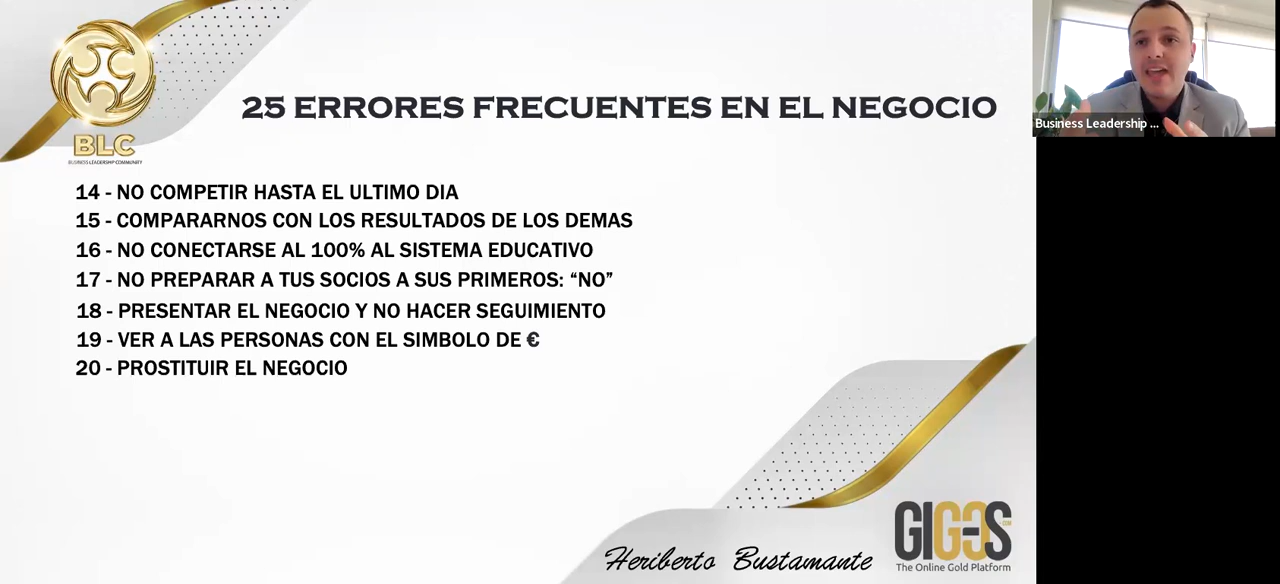 BLC
BUSINESS LEADERSHIP COMMUNITY
25 ERRORES FRECUENTES EN EL NEGOCIO
Business Leadership ...
14 - NO COMPETIR HASTA EL ULTIMO DIA
15 - COMPARARNOS CON LOS RESULTADOS DE LOS DEMAS
16 - NO CONECTARSE AL 100% AL SISTEMA EDUCATIVO
17 - NO PREPARAR A TUS SOCIOS A SUS PRIMEROS: “NO”
18 - PRESENTAR EL NEGOCIO Y NO HACER SEGUIMIENTO
19 - VER A LAS PERSONAS CON EL SIMBOLO DE €
20 - PROSTITUIR EL NEGOCIO
Heriberto Bustamante
GIGOS.COM
The Online Gold Platform